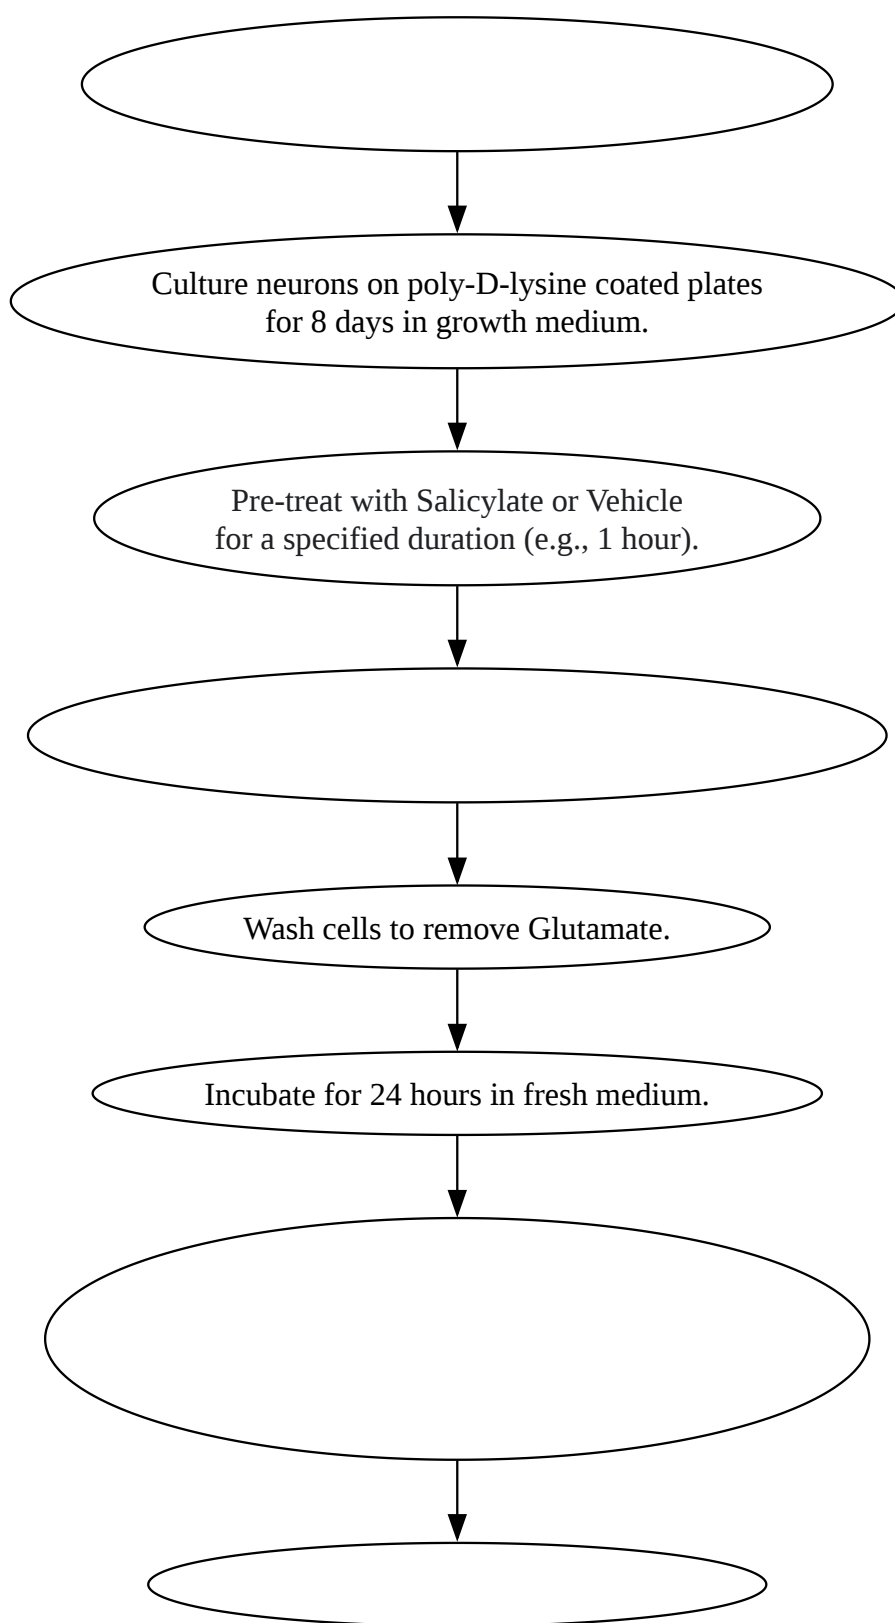 Culture neurons on poly-D-lysine coated plates
for 8 days in growth medium.
Pre-treat with Salicylate or Vehicle
for a specified duration (e.g., 1 hour).
Wash cells to remove Glutamate.
Incubate for 24 hours in fresh medium.